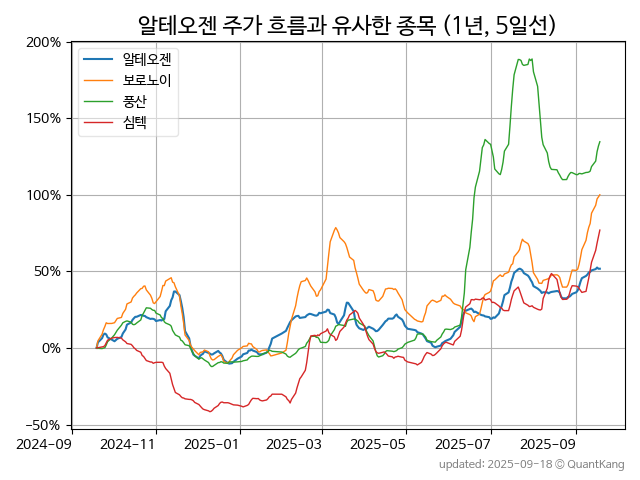 알테오젠 주가 흐름과 유사한 종목 (1년, 5일선)
200%
150%
100%
50%
0%
−50%
알테오젠
보로노이
풍산
심텍
2024-09 2024-11 2025-01 2025-03 2025-05 2025-07 2025-09
updated: 2025-09-18 © QuantKang